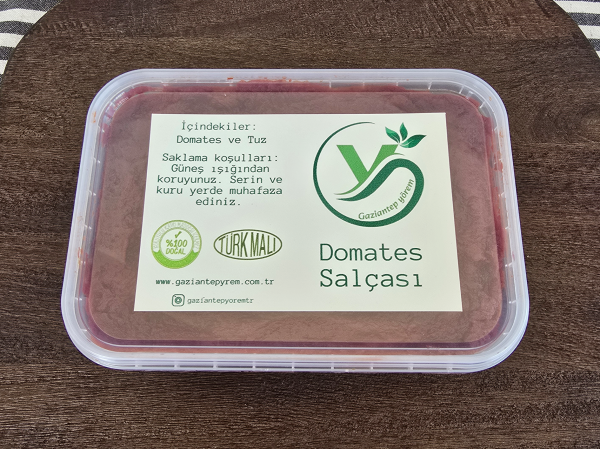 İçindekiler:
Domates ve Tuz
Saklama koşulları:
Güneş ışığından
koruyunuz. Serin ve
kuru yerde muhafaza
ediniz.
%100
DOĞAL
TÜRK MALI
www.gaziantepyrem.com.tr
gaziantepyoremtr
Gaziantep yörem
Domates
Salçası